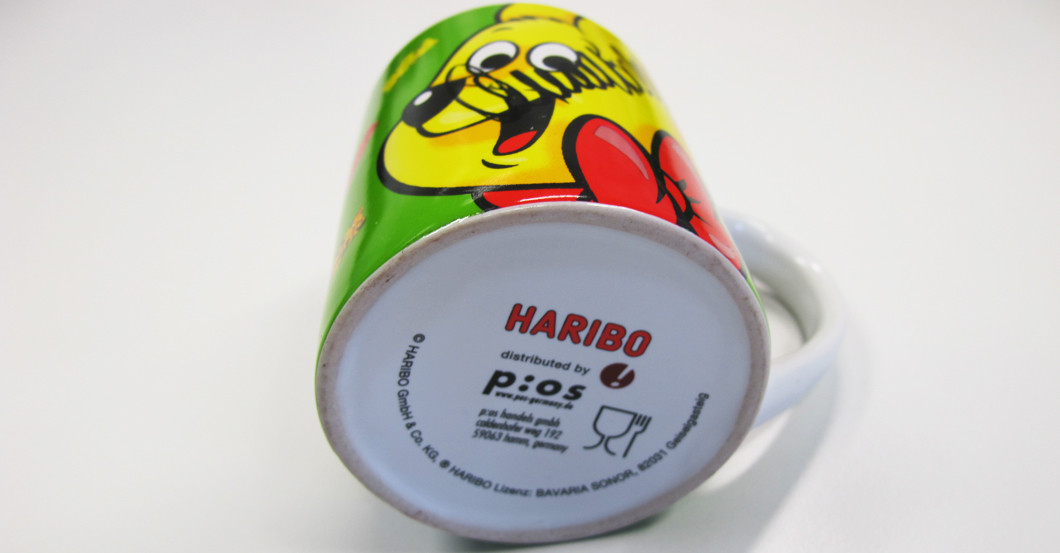 HARIBO
distributed by
p:os
www.pos-germany.de
p:os handels gmbh
caldenhofer weg 192
59063 hamm, germany
© HARIBO GmbH & Co. KG, ® HARIBO Lizenz: BAVARIA SONOR, 82031 Geiselgasteig